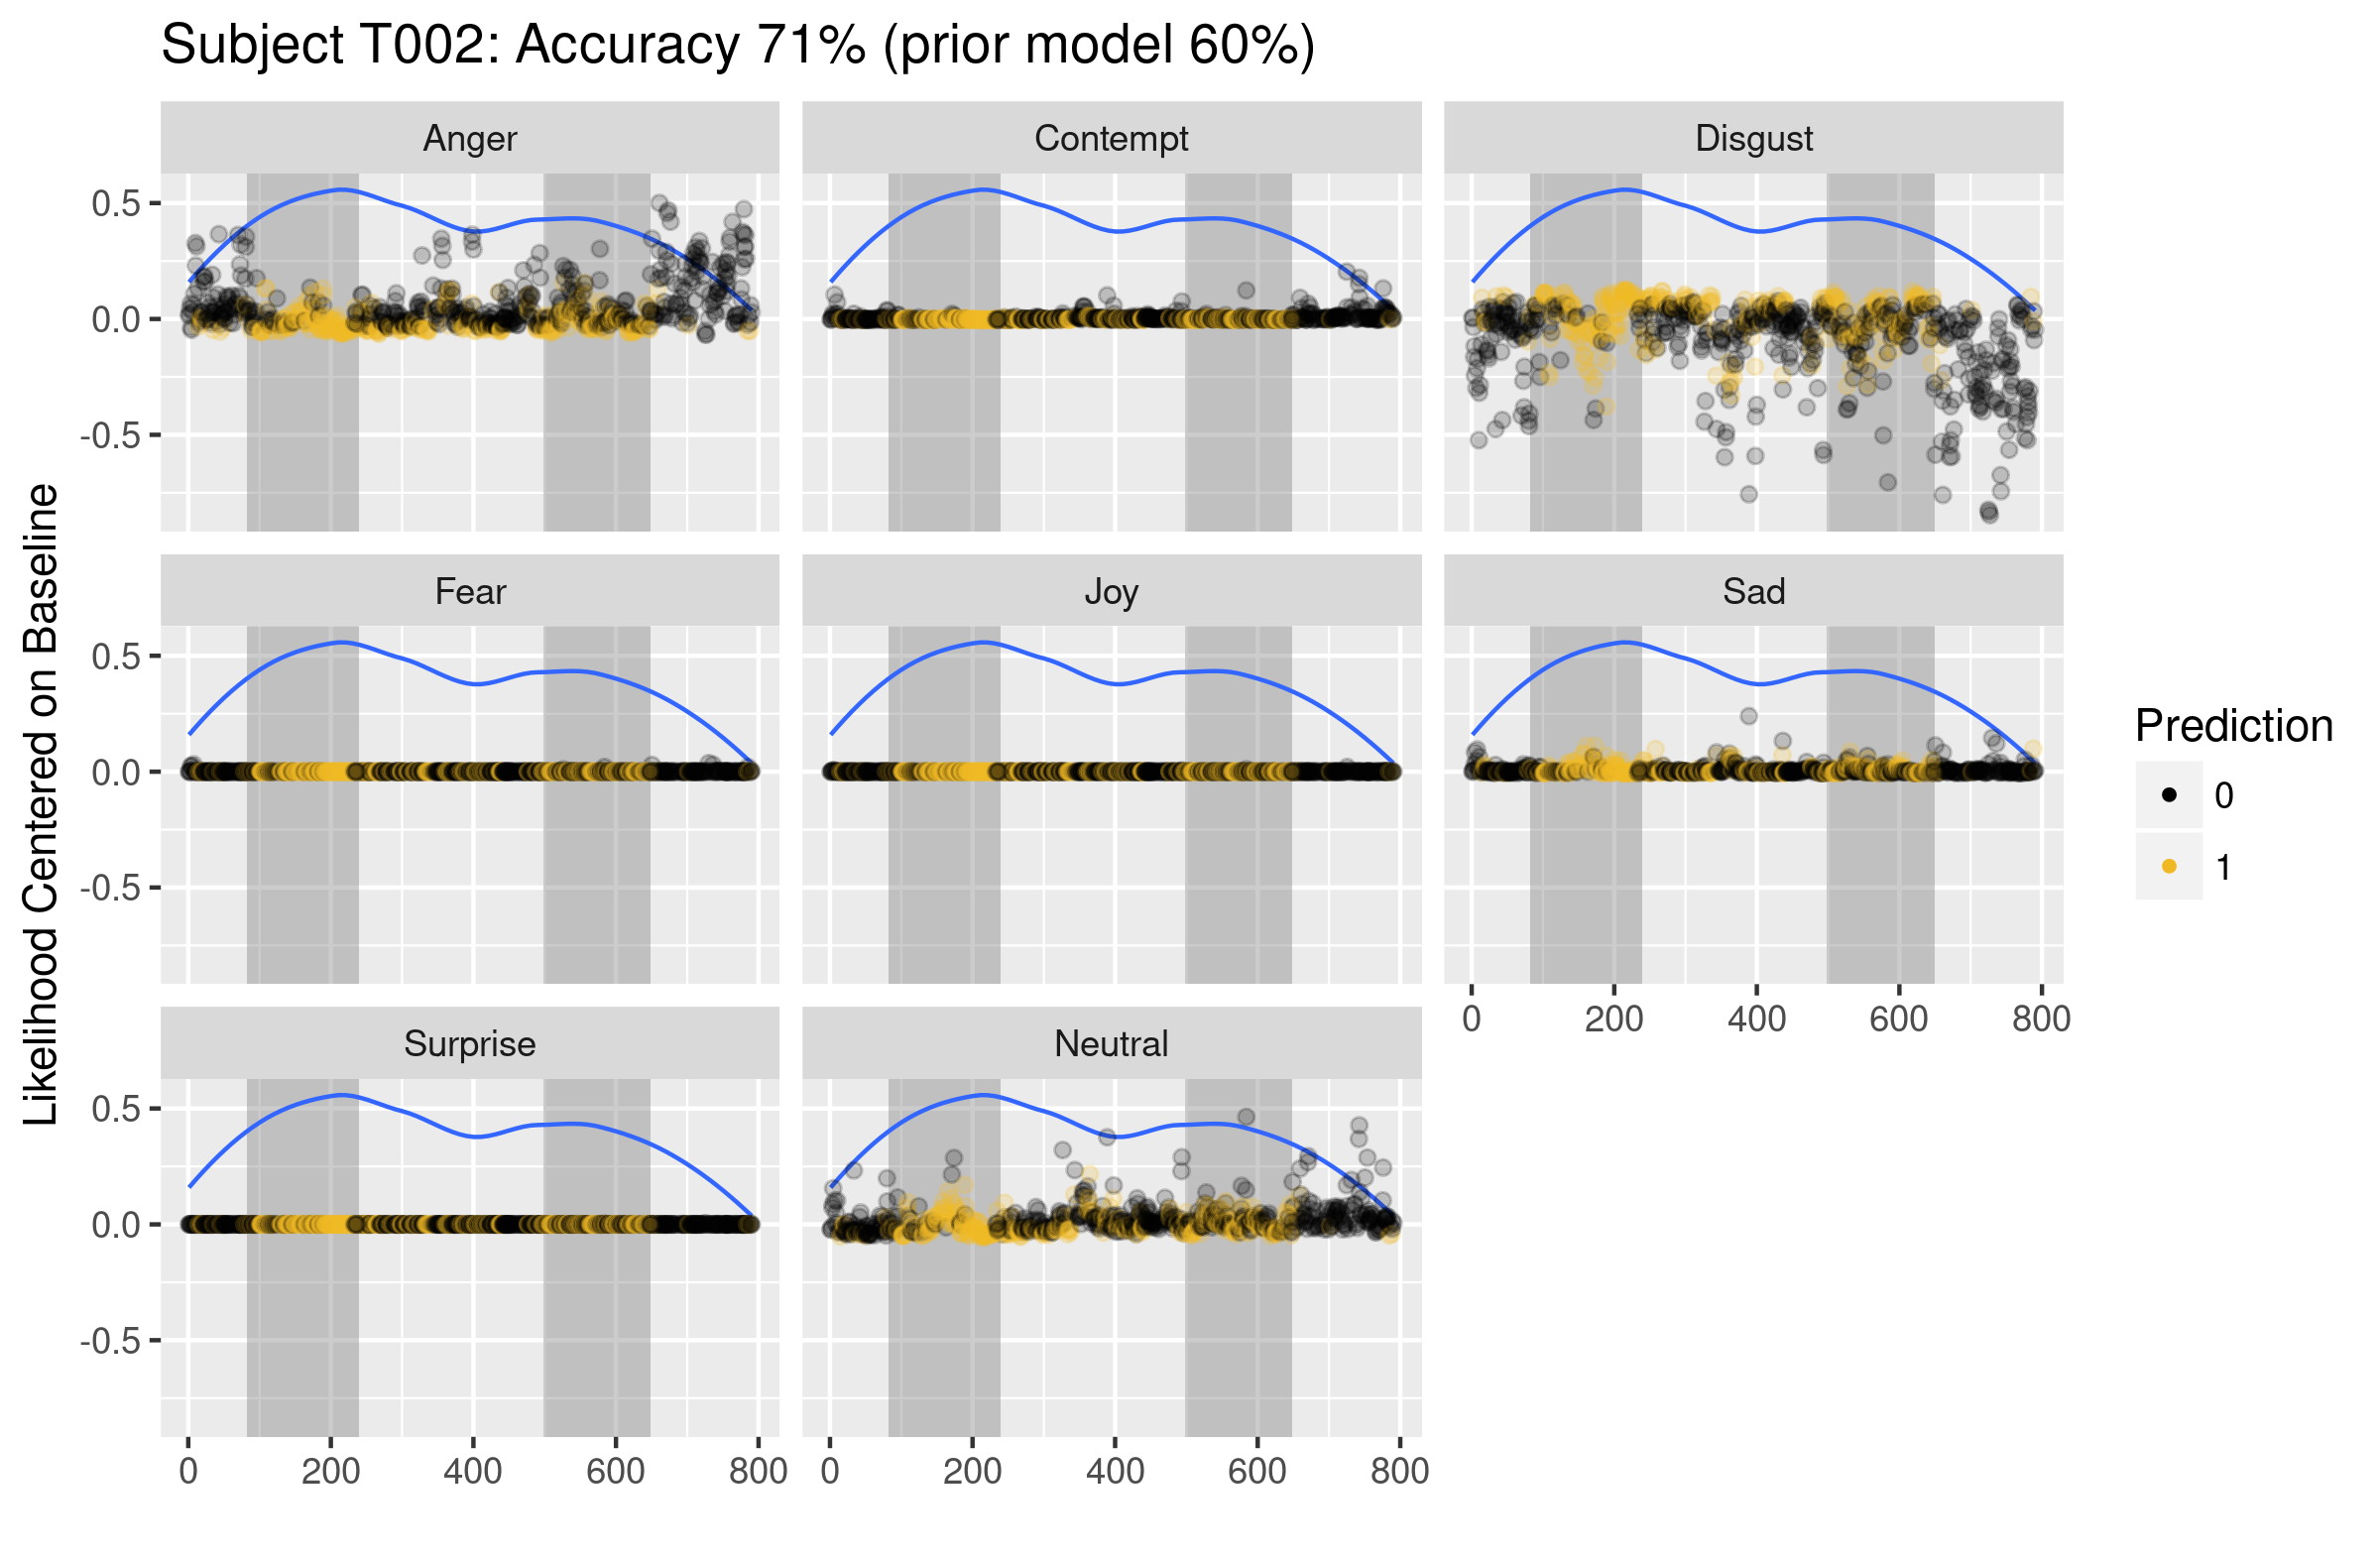 Subject T002: Accuracy 71% (prior model 60%)
Anger
Contempt
Disgust
0.5
0.0
-0.5
Fear
Joy
Sad
0.5
0.0
-0.5
0 200 400 600 800
Surprise
Neutral
0.5
0.0
-0.5
0 200 400 600 800
0 200 400 600 800
Likelihood Centered on Baseline
Prediction
0
1